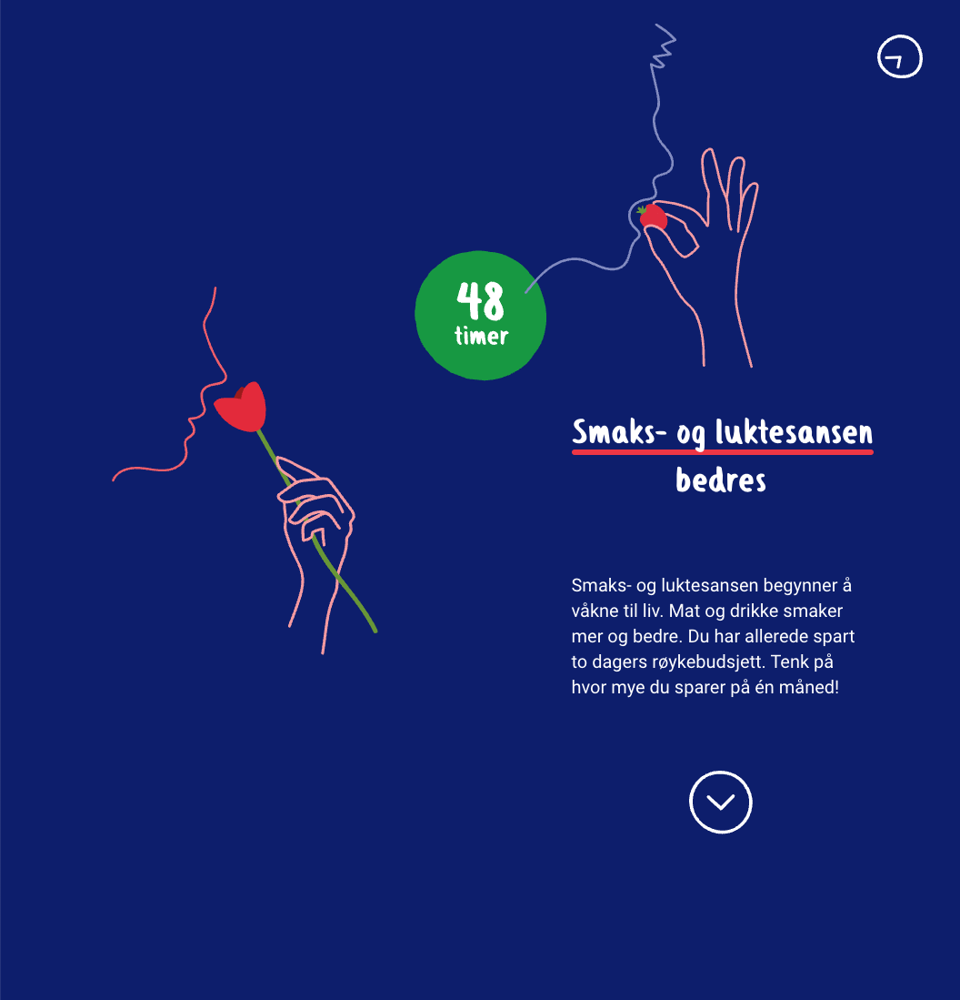 48
timer
Smaks- og luktesansen
bedres
Smaks- og luktesansen begynner å
våkne til liv. Mat og drikke smaker
mer og bedre. Du har allerede spart
to dagers røykebudsjett. Tenk på
hvor mye du sparer på én måned!